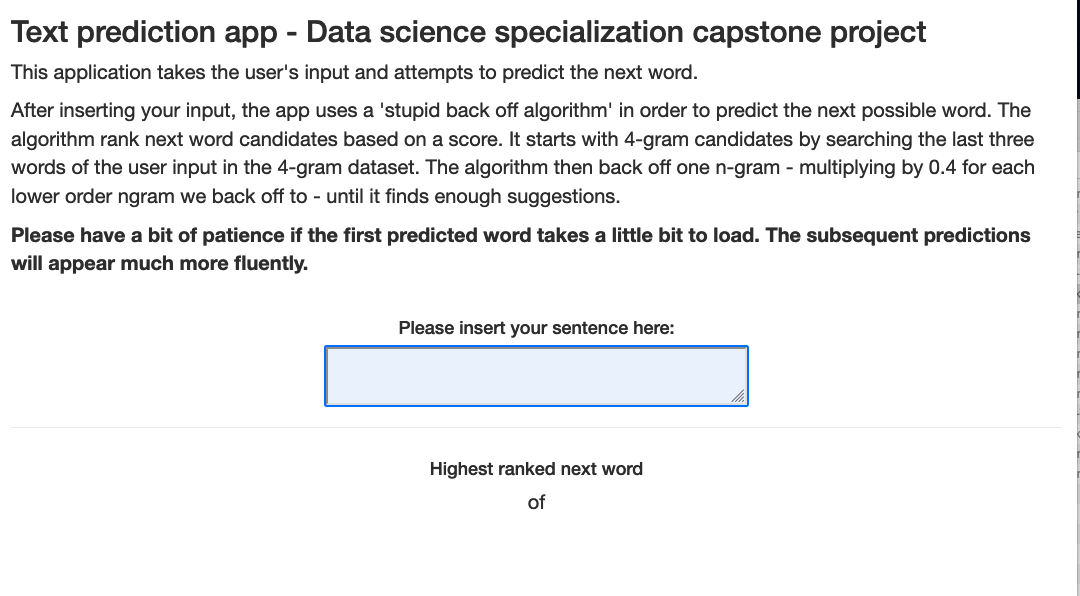 Text prediction app - Data science specialization capstone project
This application takes the user's input and attempts to predict the next word.
After inserting your input, the app uses a 'stupid back off algorithm' in order to predict the next possible word. The
algorithm rank next word candidates based on a score. It starts with 4-gram candidates by searching the last three
words of the user input in the 4-gram dataset. The algorithm then back off one n-gram - multiplying by 0.4 for each
lower order ngram we back off to - until it finds enough suggestions.
Please have a bit of patience if the first predicted word takes a little bit to load. The subsequent predictions
will appear much more fluently.
Please insert your sentence here:
Highest ranked next word
of